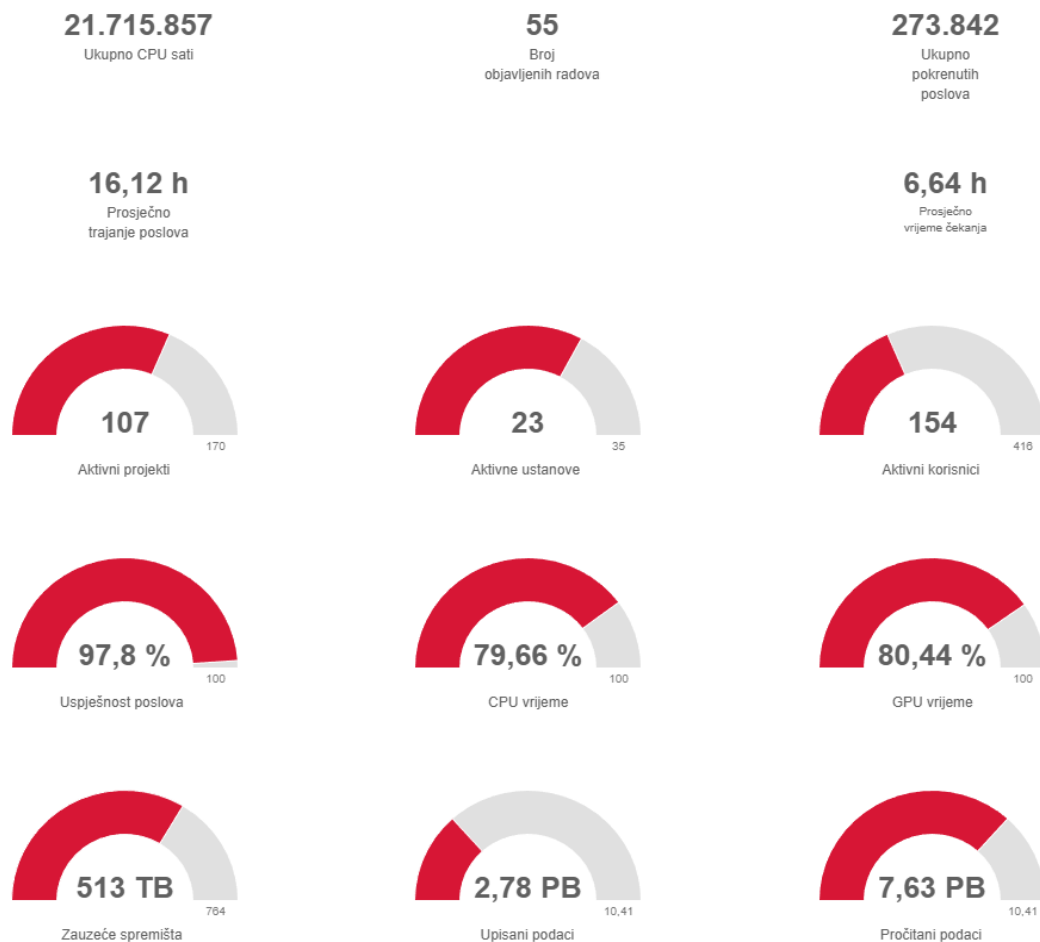 21.715.857
Ukupno CPU sati
55
Broj
objavljenih radova
273.842
Ukupno
pokrenutih
poslova
16,12 h
Prosječno
trajanje poslova
6,64 h
Prosječno
vrijeme čekanja
107
170
Aktivni projekti
23
35
Aktivne ustanove
154
416
Aktivni korisnici
97,8 %
100
Uspješnost poslova
79,66 %
100
CPU vrijeme
80,44 %
100
GPU vrijeme
513 TB
764
Zauzeće spremišta
2,78 PB
10,41
Upisani podaci
7,63 PB
10,41
Pročitani podaci